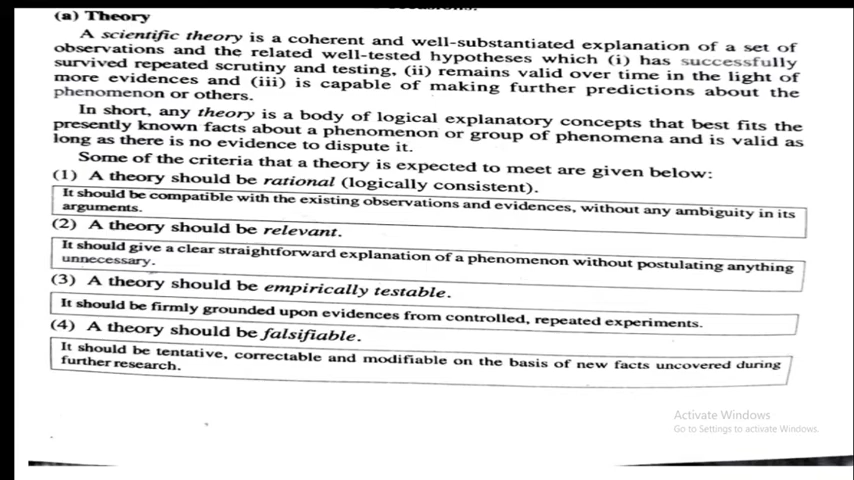 occasions.
(a) Theory
A scientific theory is a coherent and well-substantiated explanation of a set of
observations and the related well-tested hypotheses which (i) has successfully
survived repeated scrutiny and testing, (ii) remains valid over time in the light of
more evidences and (iii) is capable of making further predictions about the
phenomenon or others.
In short, any theory is a body of logical explanatory concepts that best fits the
presently known facts about a phenomenon or group of phenomena and is valid as
long as there is no evidence to dispute it.
Some of the criteria that a theory is expected to meet are given below:
(1) A theory should be rational (logically consistent).
It should be compatible with the existing observations and evidences, without any ambiguity in its
arguments.
(2) A theory should be relevant.
It should give a clear straightforward explanation of a phenomenon without postulating anything
unnecessary.
(3) A theory should be empirically testable.
It should be firmly grounded upon evidences from controlled, repeated experiments.
(4) A theory should be falsifiable.
It should be tentative, correctable and modifiable on the basis of new facts uncovered during
further research.
Activate Windows
Go to Settings to activate Windows.